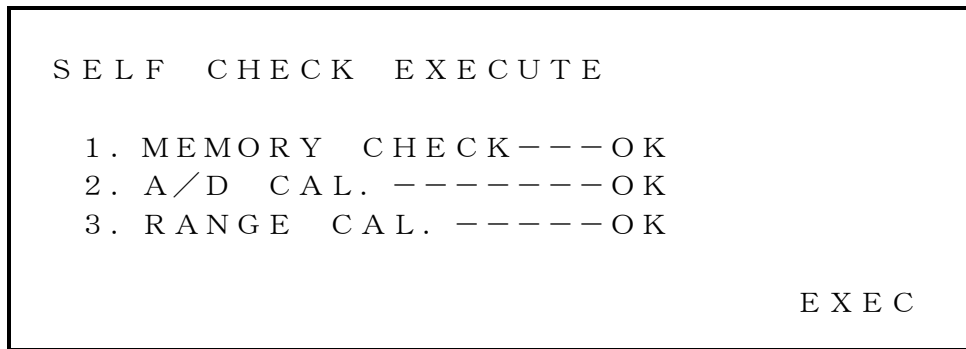 SELF CHECK EXECUTE
1. MEMORY CHECK---OK
2. A/D CAL. -------OK
3. RANGE CAL. -----OK
EXEC